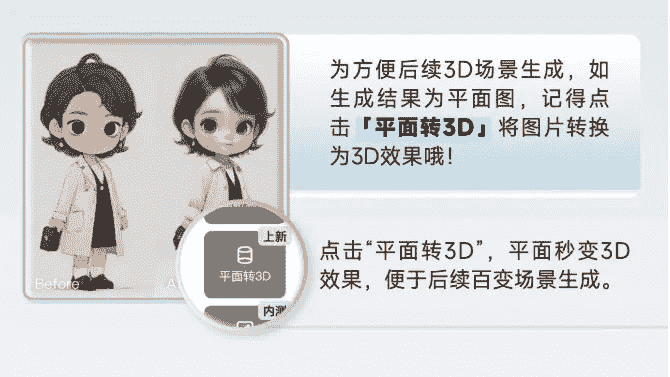 为方便后续3D场景生成，如
生成结果为平面图，记得点
击「平面转3D」将图片转换
为3D效果哦！
Before
A
上新
平面转3D
内测
点击“平面转3D”，平面秒变3D
效果，便于后续百变场景生成。